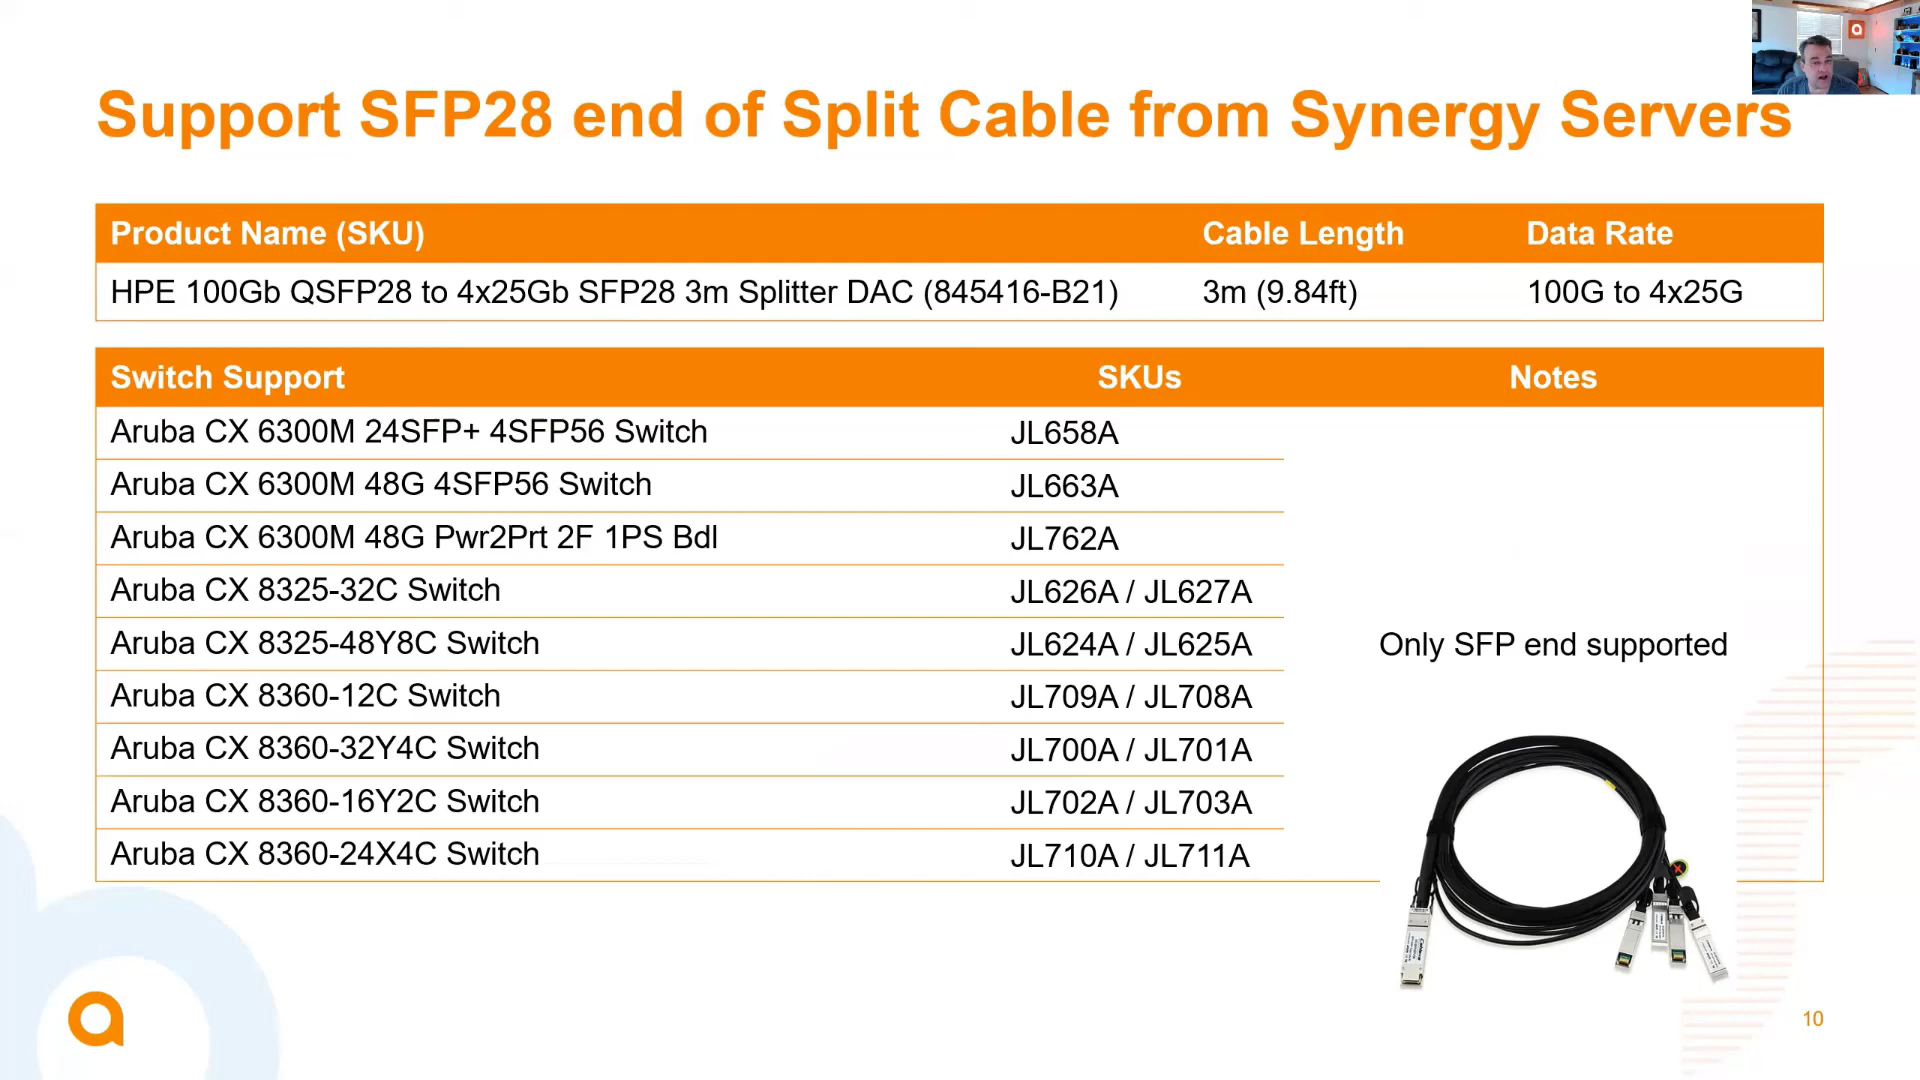 Support SFP28 end of Split Cable from Synergy Servers
Product Name (SKU) Cable Length Data Rate
HPE 100Gb QSFP28 to 4x25Gb SFP28 3m Splitter DAC (845416-B21) 3m (9.84ft) 100G to 4x25G
Switch Support SKUs Notes
Aruba CX 6300M 24SFP+ 4SFP56 Switch JL658A
Aruba CX 6300M 48G 4SFP56 Switch JL663A
Aruba CX 6300M 48G Pwr2Prt 2F 1PS Bdl JL762A
Aruba CX 8325-32C Switch JL626A / JL627A
Aruba CX 8325-48Y8C Switch JL624A / JL625A
Only SFP end supported
Aruba CX 8360-12C Switch JL709A / JL708A
Aruba CX 8360-32Y4C Switch JL700A / JL701A
Aruba CX 8360-16Y2C Switch JL702A / JL703A
Aruba CX 8360-24X4C Switch JL710A / JL711A
10